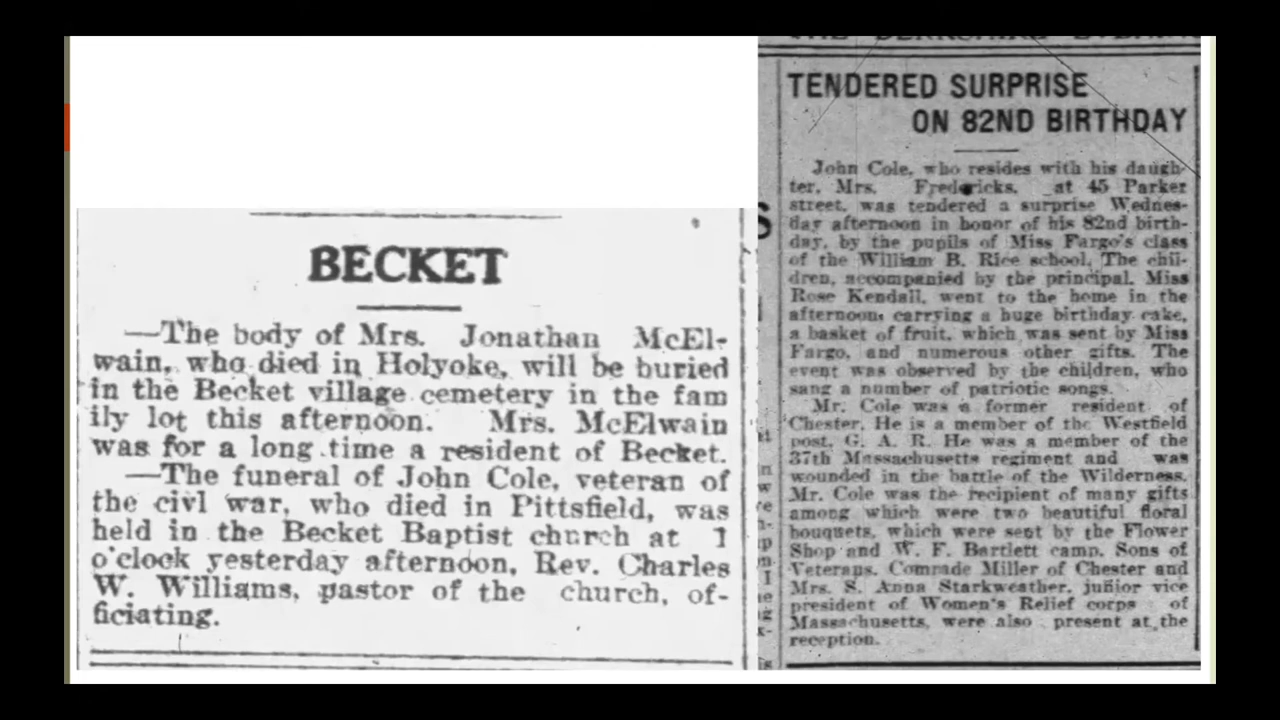 BECKET
—The body of Mrs. Jonathan McEl-
wain, who died in Holyoke, will be buried
in the Becket village cemetery in the fam
ily lot this afternoon. Mrs. McElwain
was for a long time a resident of Becket.
—The funeral of John Cole, veteran of
the civl war, who died in Pittsfield, was
held in the Becket Baptist church at 1
o'clock yesterday afternoon, Rev. Charles
W. Williams, pastor of the church, of-
ficiating.
TENDERED SURPRISE
ON 82ND BIRTHDAY
John Cole, who resides with his daugh-
ter, Mrs. Fredericks, at 45 Parker
street, was tendered a surprise Wednes-
day afternoon in honor of his 82nd birth-
day, by the pupils of Miss Fargo's class
of the William B. Rice school. The chil-
dren, accompanied by the principal, Miss
Rose Kendall, went to the home in the
afternoon, carrying a huge birthday cake,
a basket of fruit, which was sent by Miss
Fargo, and numerous other gifts. The
event was observed by the children, who
sang a number of patriotic songs.
Mr. Cole was a former resident of
Chester. He is a member of the Westfield
post, G. A. R. He was a member of the
37th Massachusetts regiment and was
wounded in the battle of the Wilderness.
Mr. Cole was the recipient of many gifts
among which were two beautiful floral
bouquets, which were sent by the Flower
Shop and W. F. Bartlett camp, Sons of
Veterans. Comrade Miller of Chester and
Mrs. S. Anna Starkweather, junior vice
president of Women's Relief corps of
Massachusetts, were also present at the
reception.